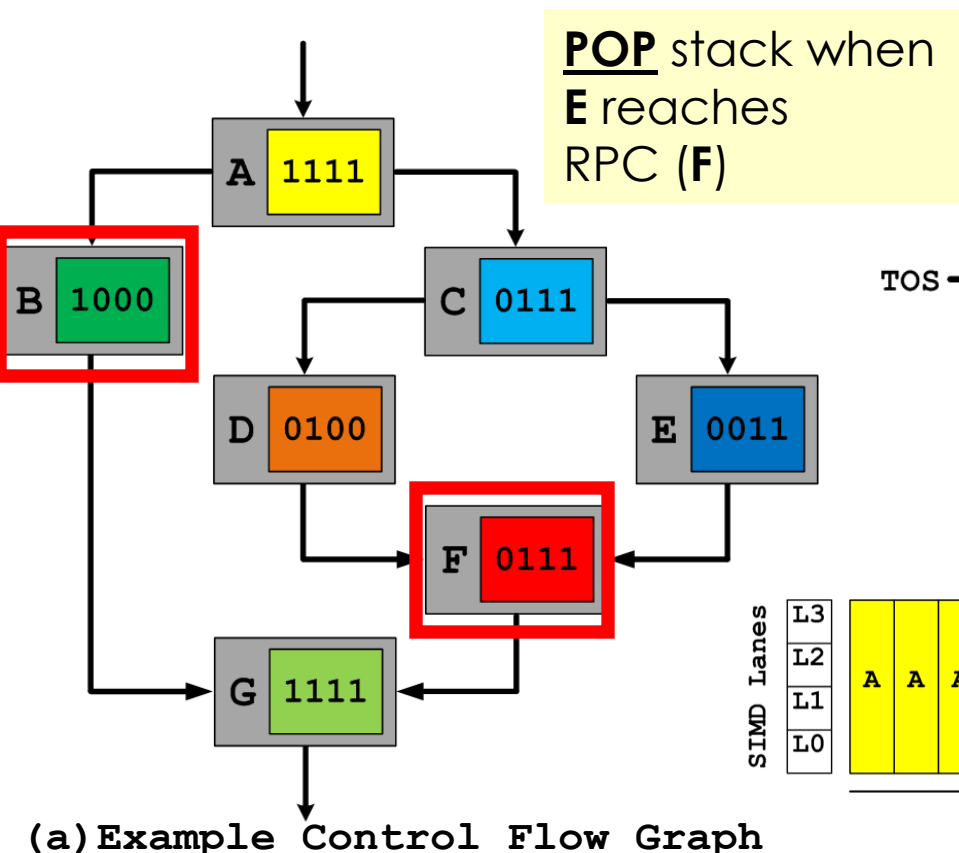 POP stack when
E reaches
RPC (F)
A 1111
B 1000
C 0111
TOS
D 0100
E 0011
F 0111
G 1111
SIMD Lanes
L3
L2
L1
L0
A A A
(a)Example Control Flow Graph